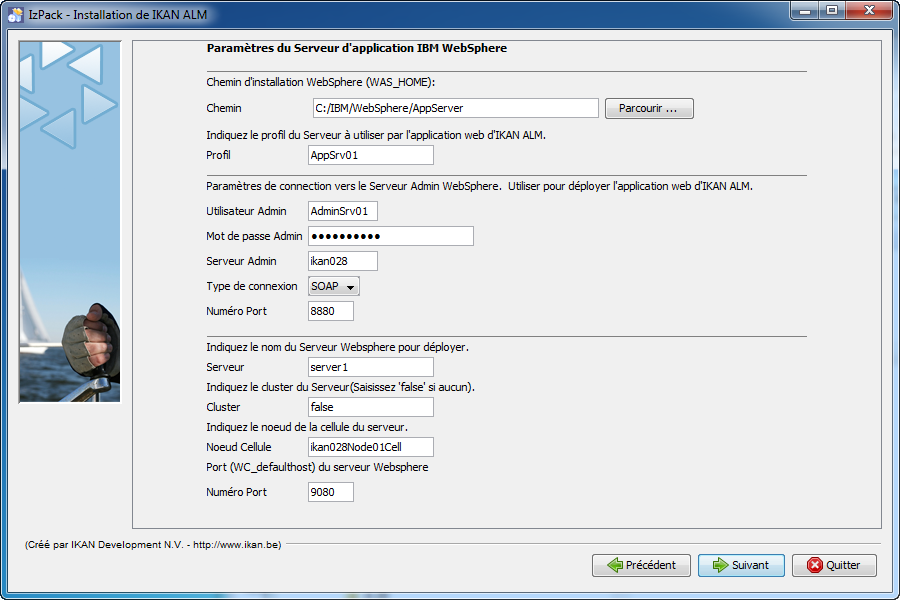 IzPack - Installation de IKAN ALM
Paramètres du Serveur d'application IBM WebSphere
Chemin d'installation WebSphere (WAS_HOME):
Chemin C:/IBM/WebSphere/AppServer Parcourir ...
Indiquez le profil du Serveur à utiliser par l'application web d'IKAN ALM.
Profil AppSrv01
Paramètres de connection vers le Serveur Admin WebSphere. Utiliser pour déployer l'application web d'IKAN ALM.
Utilisateur Admin AdminSrv01
Mot de passe Admin ●●●●●●●●●●
Serveur Admin ikan028
Type de connexion SOAP
Numéro Port 8880
Indiquez le nom du Serveur Websphere pour déployer.
Serveur server1
Indiquez le cluster du Serveur(Saisissez 'false' si aucun).
Cluster false
Indiquez le noeud de la cellule du serveur.
Noeud Cellule ikan028Node01Cell
Port (WC_defaulthost) du serveur Websphere
Numéro Port 9080
(Créé par IKAN Development N.V. - http://www.ikan.be)
Précédent Suivant Quitter